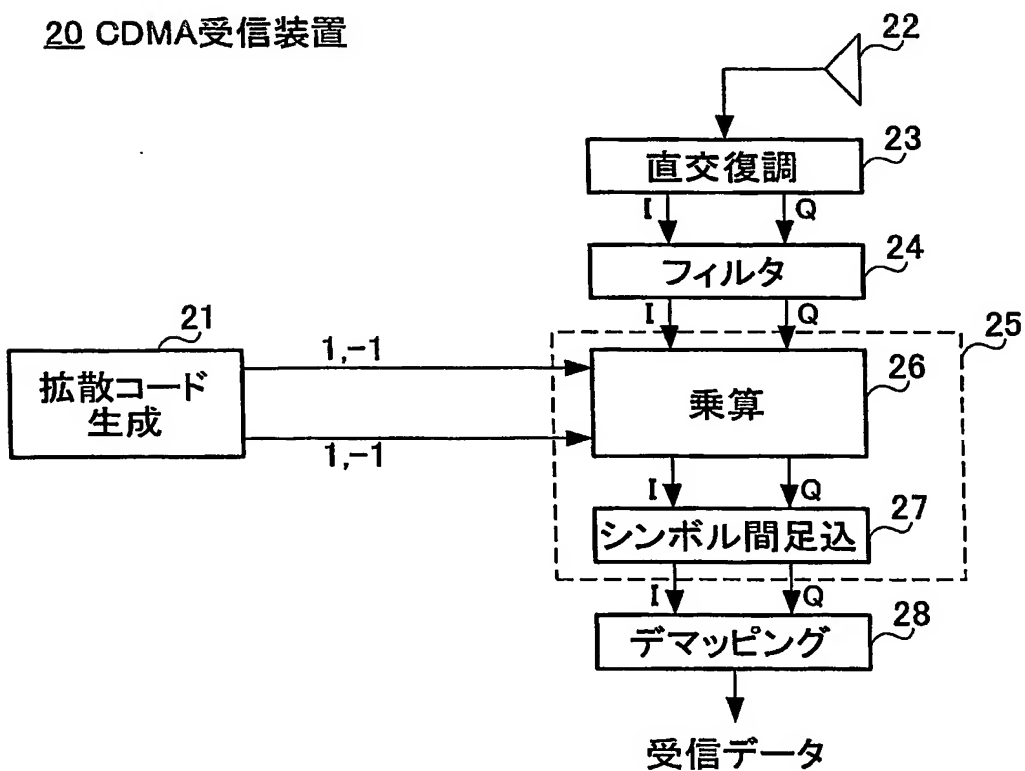 20 CDMA受信装置
22
23
直交復調
I Q
24
フィルタ
I Q
25
21
拡散コード
生成
1,-1
1,-1
26
乗算
I Q
27
シンボル間足込
I Q
28
デマッピング
受信データ